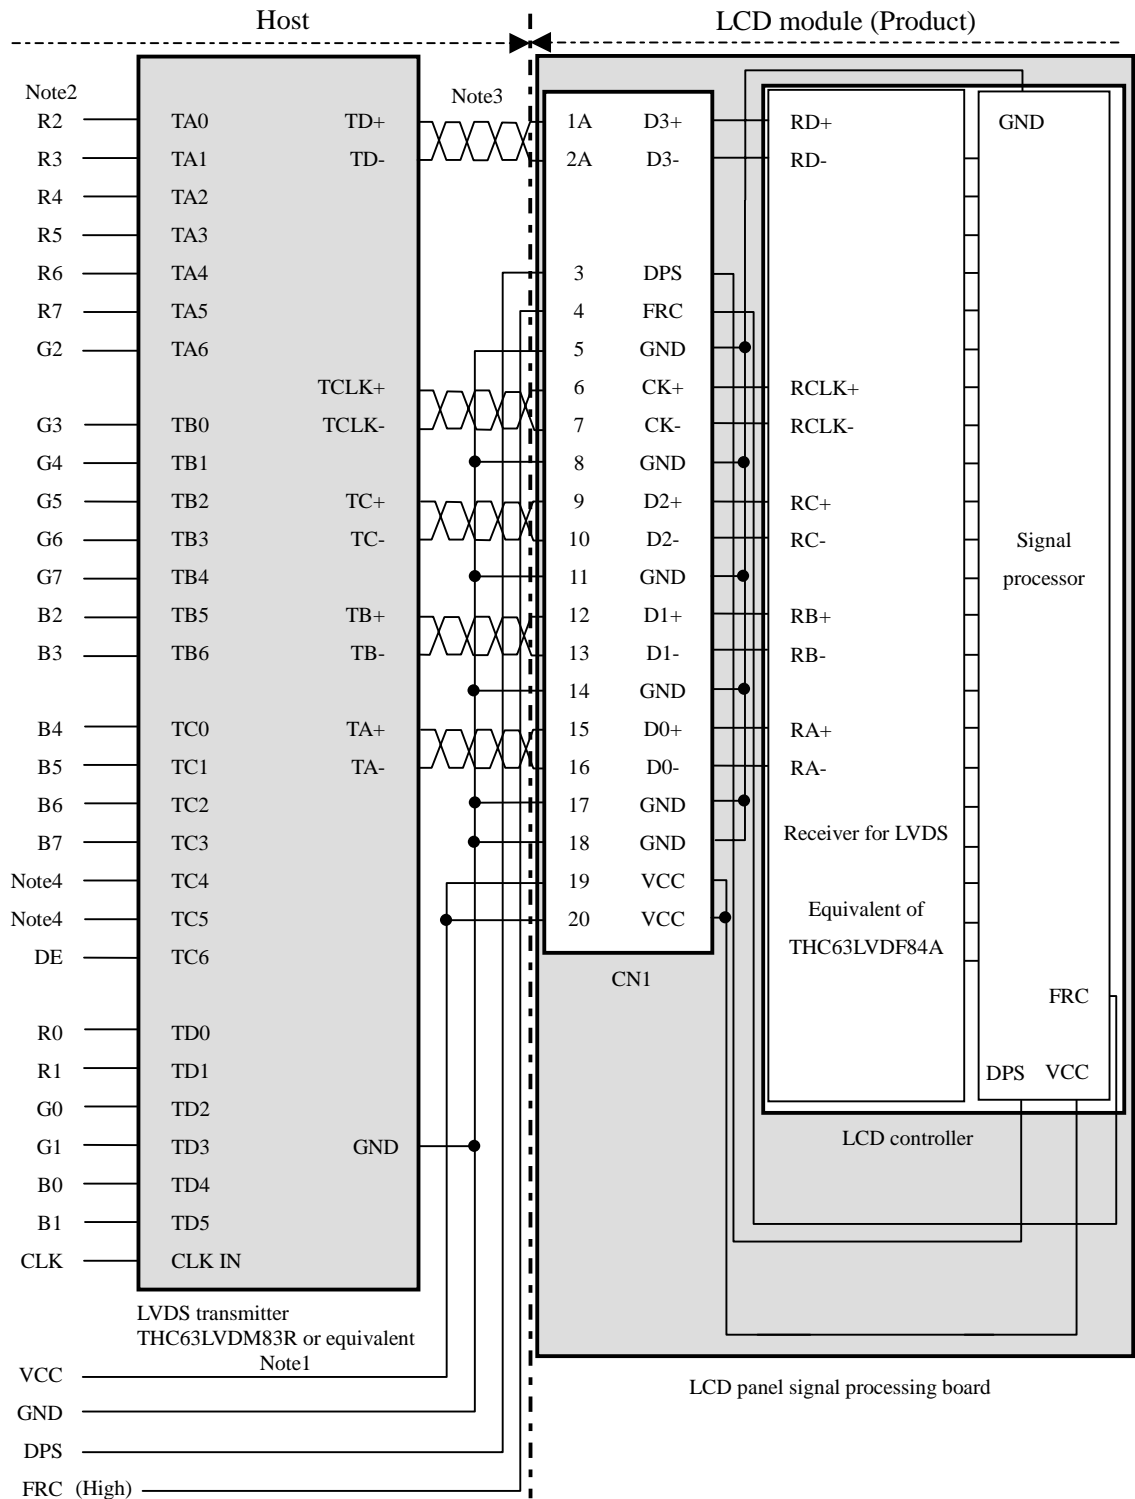 Host LCD module (Product)
Note2 Note3
R2 TA0 TD+ 1A D3+ RD+ GND
R3 TA1 TD- 2A D3- RD-
R4 TA2
R5 TA3
R6 TA4 3 DPS
R7 TA5 4 FRC
G2 TA6 5 GND
TCLK+ 6 CK+ RCLK+
G3 TB0 TCLK- 7 CK- RCLK-
G4 TB1 8 GND
G5 TB2 TC+ 9 D2+ RC+
G6 TB3 TC- 10 D2- RC- Signal
G7 TB4 11 GND processor
B2 TB5 TB+ 12 D1+ RB+
B3 TB6 TB- 13 D1- RB-
14 GND
B4 TC0 TA+ 15 D0+ RA+
B5 TC1 TA- 16 D0- RA-
B6 TC2 17 GND
B7 TC3 18 GND Receiver for LVDS
Note4 TC4 19 VCC
Note4 TC5 20 VCC Equivalent of
DE TC6 THC63LVDF84A
CN1
FRC
R0 TD0
R1 TD1 DPS VCC
G0 TD2
G1 TD3 GND LCD controller
B0 TD4
B1 TD5
CLK CLK IN
LVDS transmitter
THC63LVDM83R or equivalent
Note1
VCC
LCD panel signal processing board
GND
DPS
FRC (High)